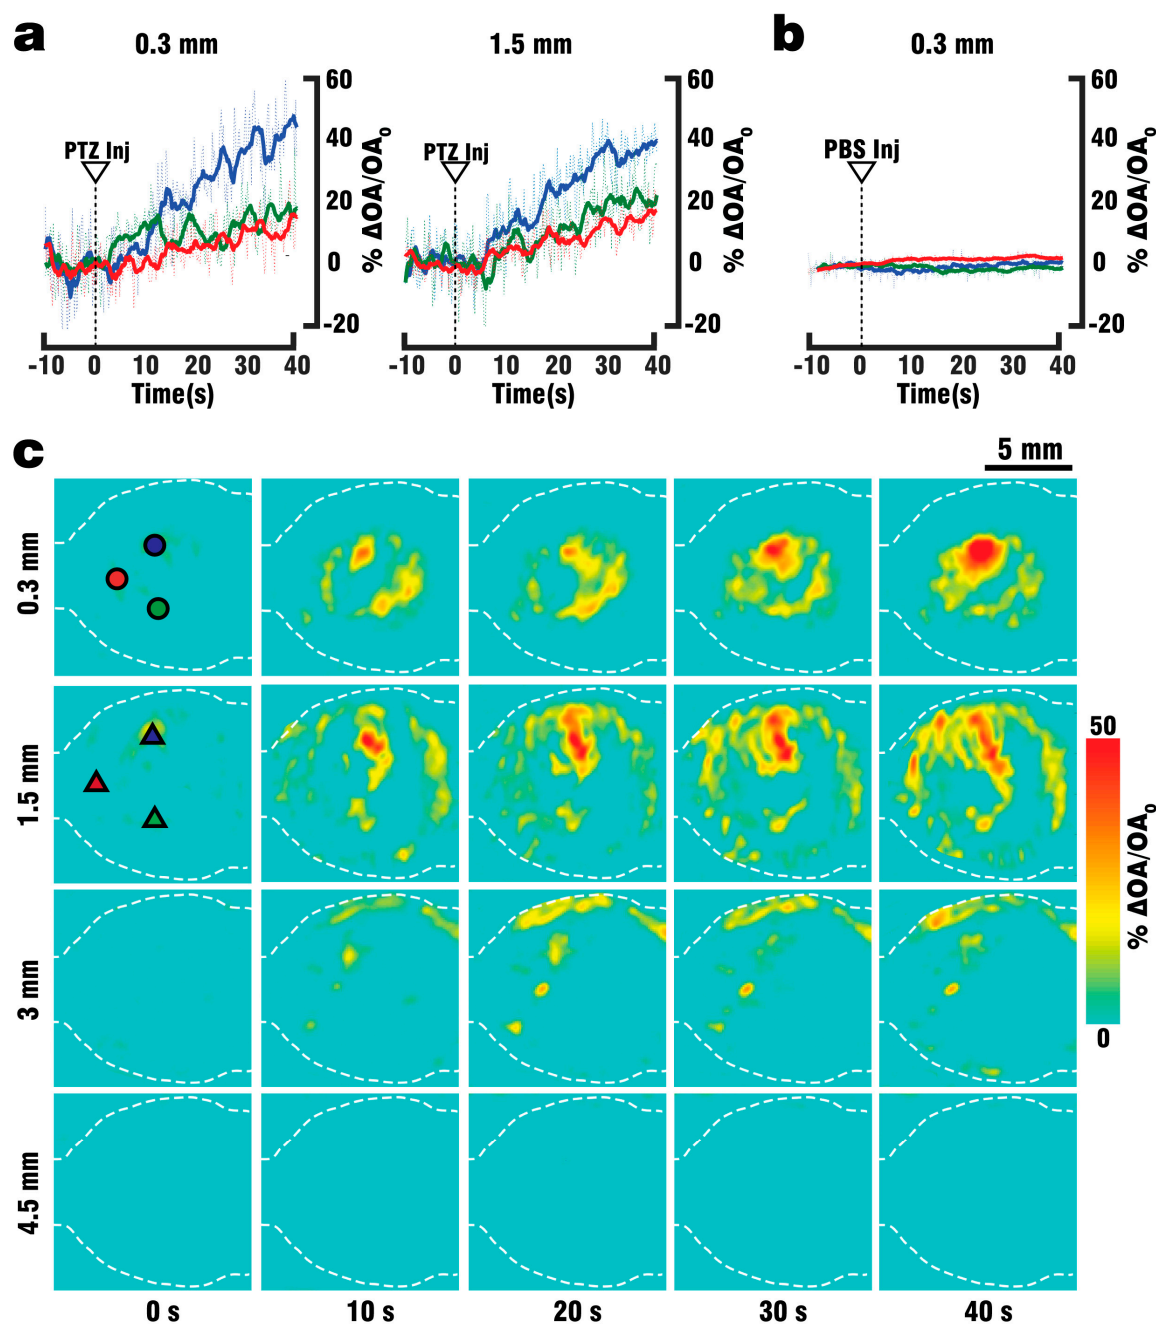 a
0.3 mm
1.5 mm
b
0.3 mm
60
40
20
0
-20
% ΔOA/OA0
PTZ Inj
-10 0 10 20 30 40
Time(s)
60
40
20
0
-20
% ΔOA/OA0
PTZ Inj
-10 0 10 20 30 40
Time(s)
60
40
20
0
-20
% ΔOA/OA0
PBS Inj
-10 0 10 20 30 40
Time(s)
c
5 mm
0.3 mm
1.5 mm
3 mm
4.5 mm
50
0
% ΔOA/OA0
0 s 10 s 20 s 30 s 40 s